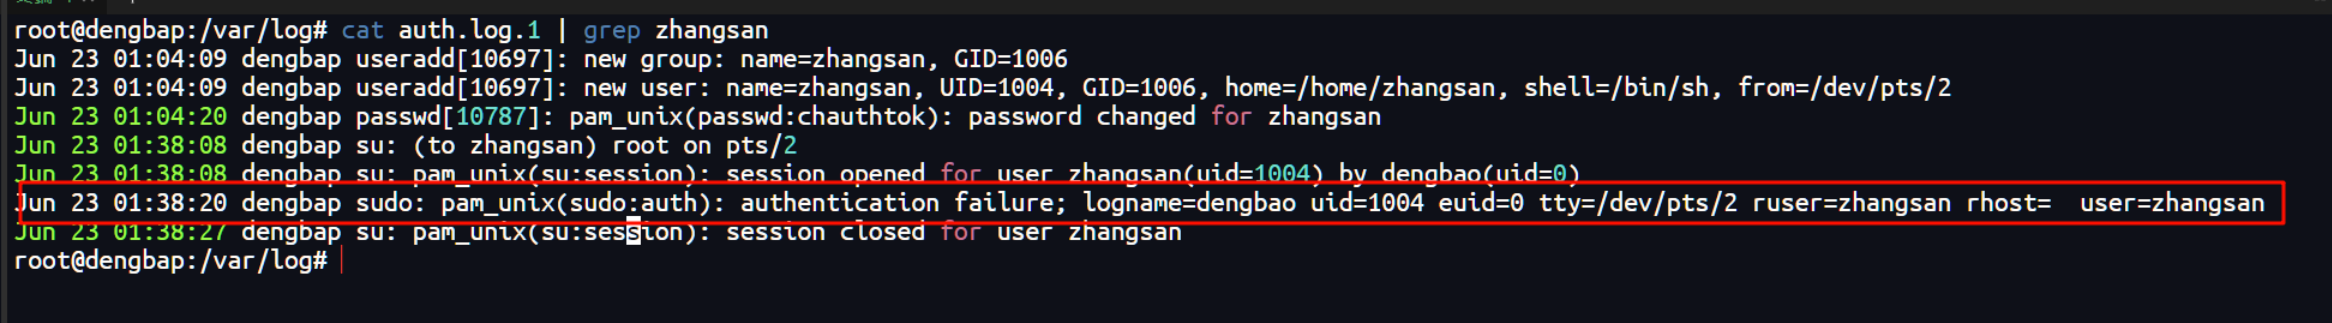 root@dengbap:/var/log# cat auth.log.1 | grep zhangsan
Jun 23 01:04:09 dengbap useradd[10697]: new group: name=zhangsan, GID=1006
Jun 23 01:04:09 dengbap useradd[10697]: new user: name=zhangsan, UID=1004, GID=1006, home=/home/zhangsan, shell=/bin/sh, from=/dev/pts/2
Jun 23 01:04:20 dengbap passwd[10787]: pam_unix(passwd:chauthtok): password changed for zhangsan
Jun 23 01:38:08 dengbap su: (to zhangsan) root on pts/2
Jun 23 01:38:08 dengbap su: pam_unix(su:session): session opened for user zhangsan(uid=1004) by dengbao(uid=0)
Jun 23 01:38:20 dengbap sudo: pam_unix(sudo:auth): authentication failure; logname=dengbao uid=1004 euid=0 tty=/dev/pts/2 ruser=zhangsan rhost=  user=zhangsan
Jun 23 01:38:27 dengbap su: pam_unix(su:session): session closed for user zhangsan
root@dengbap:/var/log#